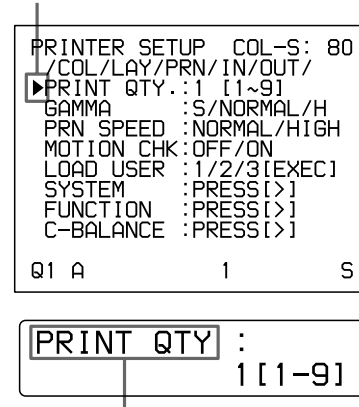 PRINTER SETUP COL-S: 80
/COL/LAY/PRN/IN/OUT/
▶PRINT QTY.:1 [1~9]
GAMMA :S/NORMAL/H
PRN SPEED :NORMAL/HIGH
MOTION CHK:OFF/ON
LOAD USER :1/2/3[EXEC]
SYSTEM :PRESS[>]
FUNCTION :PRESS[>]
C-BALANCE :PRESS[>]
Q1 A 1 S
PRINT QTY :
1[1-9]